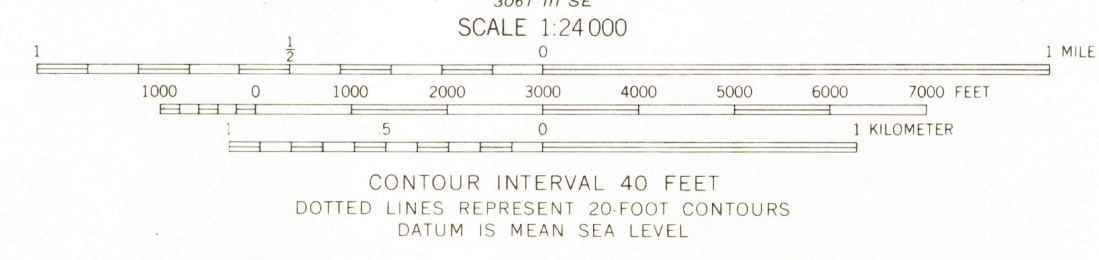 3061 III SE
SCALE 1:24 000
1 1/2 0 1 MILE
1000 0 1000 2000 3000 4000 5000 6000 7000 FEET
1 .5 0 1 KILOMETER
CONTOUR INTERVAL 40 FEET
DOTTED LINES REPRESENT 20-FOOT CONTOURS
DATUM IS MEAN SEA LEVEL